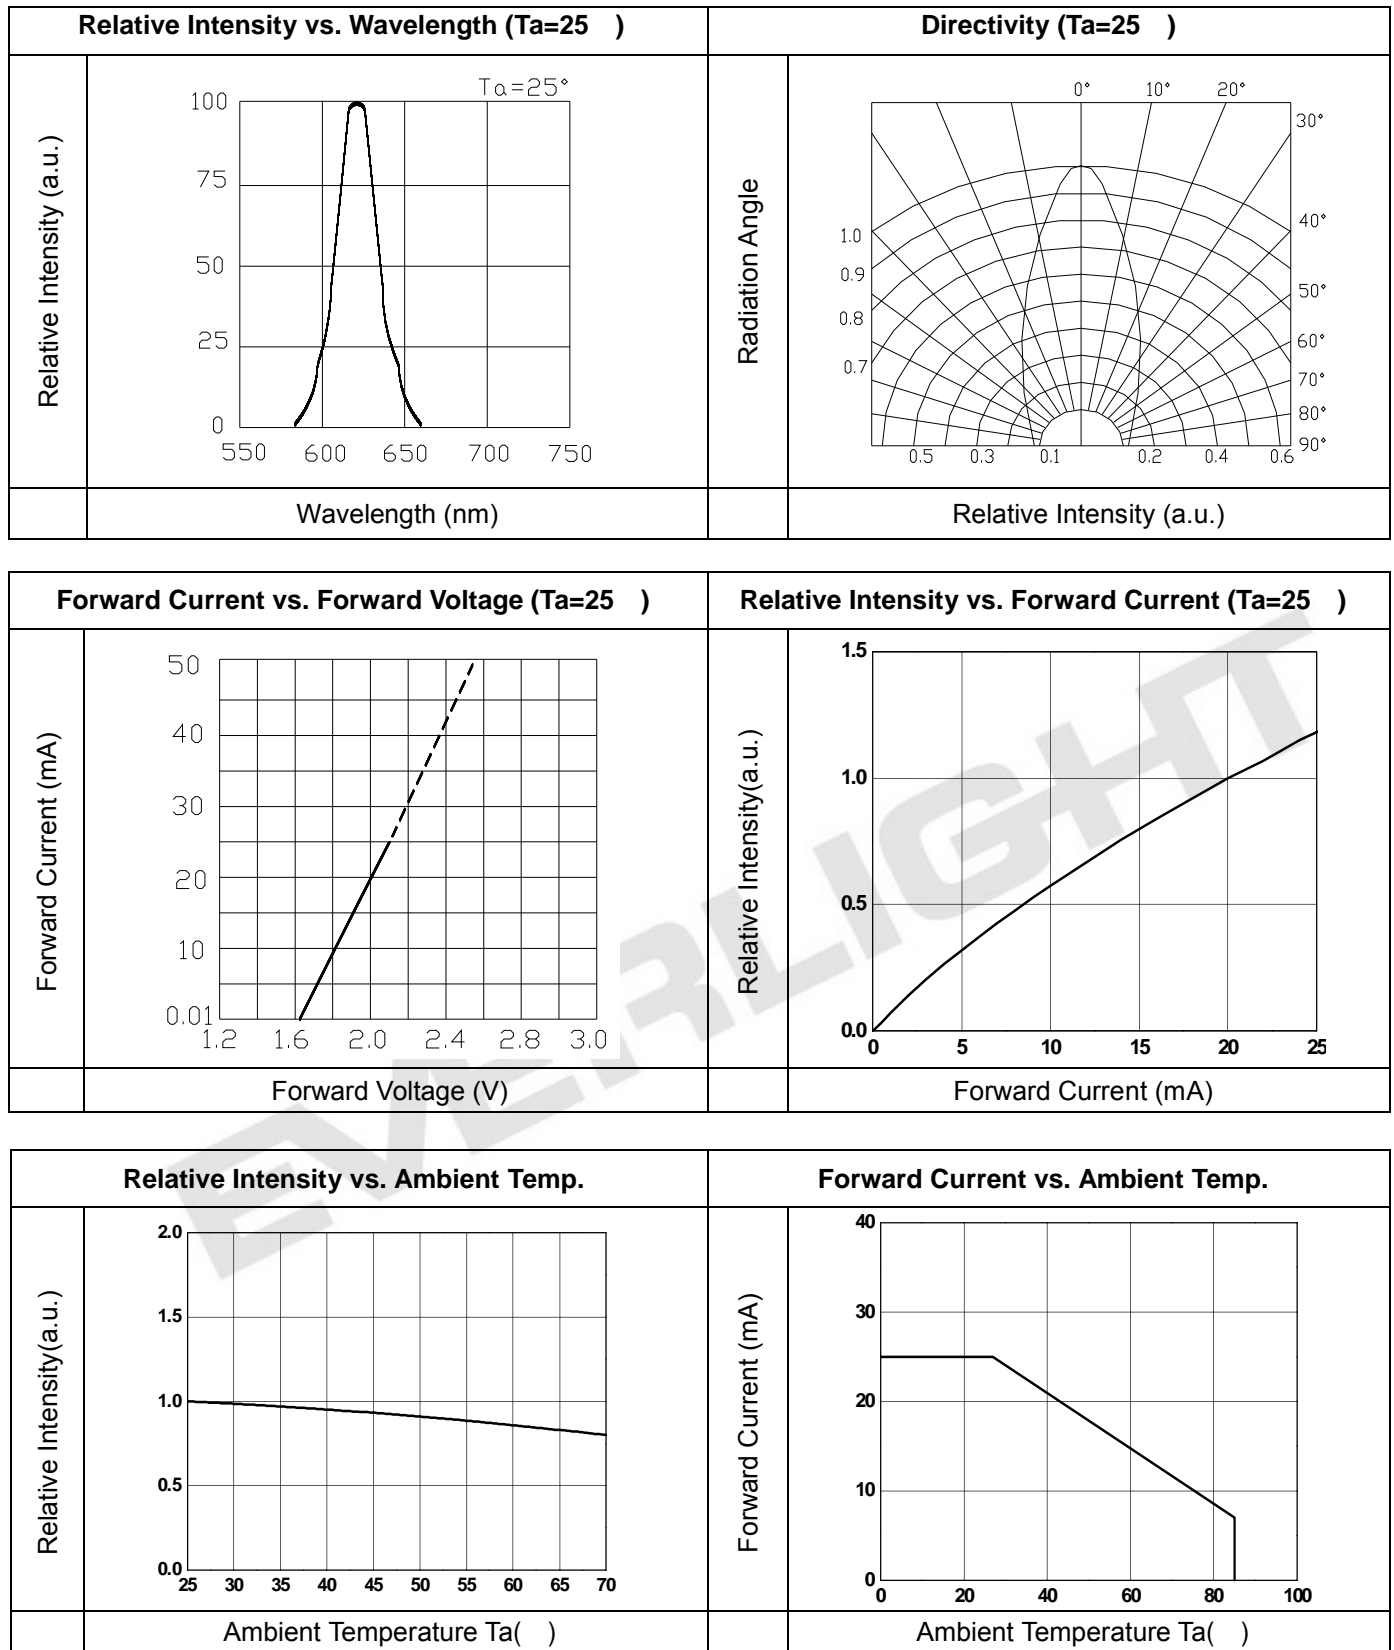 Relative Intensity vs. Wavelength (Ta=25 )
Directivity (Ta=25 )
Relative Intensity (a.u.)
Ta=25°
100
75
50
25
0
550 600 650 700 750
Wavelength (nm)
Radiation Angle
0° 10° 20°
30°
40°
50°
60°
70°
80°
90°
1.0
0.9
0.8
0.7
0.5 0.3 0.1 0.2 0.4 0.6
Relative Intensity (a.u.)
Forward Current vs. Forward Voltage (Ta=25 )
Relative Intensity vs. Forward Current (Ta=25 )
Forward Current (mA)
50
40
30
20
10
0.01
1.2 1.6 2.0 2.4 2.8 3.0
Forward Voltage (V)
Relative Intensity(a.u.)
1.5
1.0
0.5
0.0
0 5 10 15 20 25
Forward Current (mA)
EVERLIGHT
Relative Intensity vs. Ambient Temp.
Forward Current vs. Ambient Temp.
Relative Intensity(a.u.)
2.0
1.5
1.0
0.5
0.0
25 30 35 40 45 50 55 60 65 70
Ambient Temperature Ta( )
Forward Current (mA)
40
30
20
10
0
0 20 40 60 80 100
Ambient Temperature Ta( )